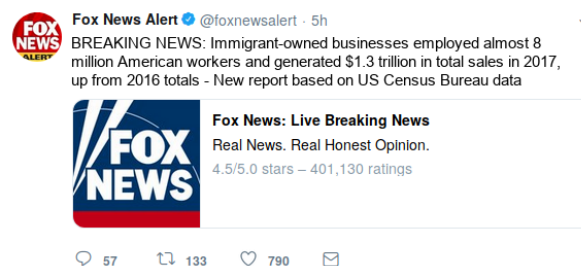 FOX
NEWS
ALERT
Fox News Alert @foxnewsalert · 5h
BREAKING NEWS: Immigrant-owned businesses employed almost 8
million American workers and generated $1.3 trillion in total sales in 2017,
up from 2016 totals - New report based on US Census Bureau data
FOX
NEWS
Fox News: Live Breaking News
Real News. Real Honest Opinion.
4.5/5.0 stars – 401,130 ratings
57 133 790